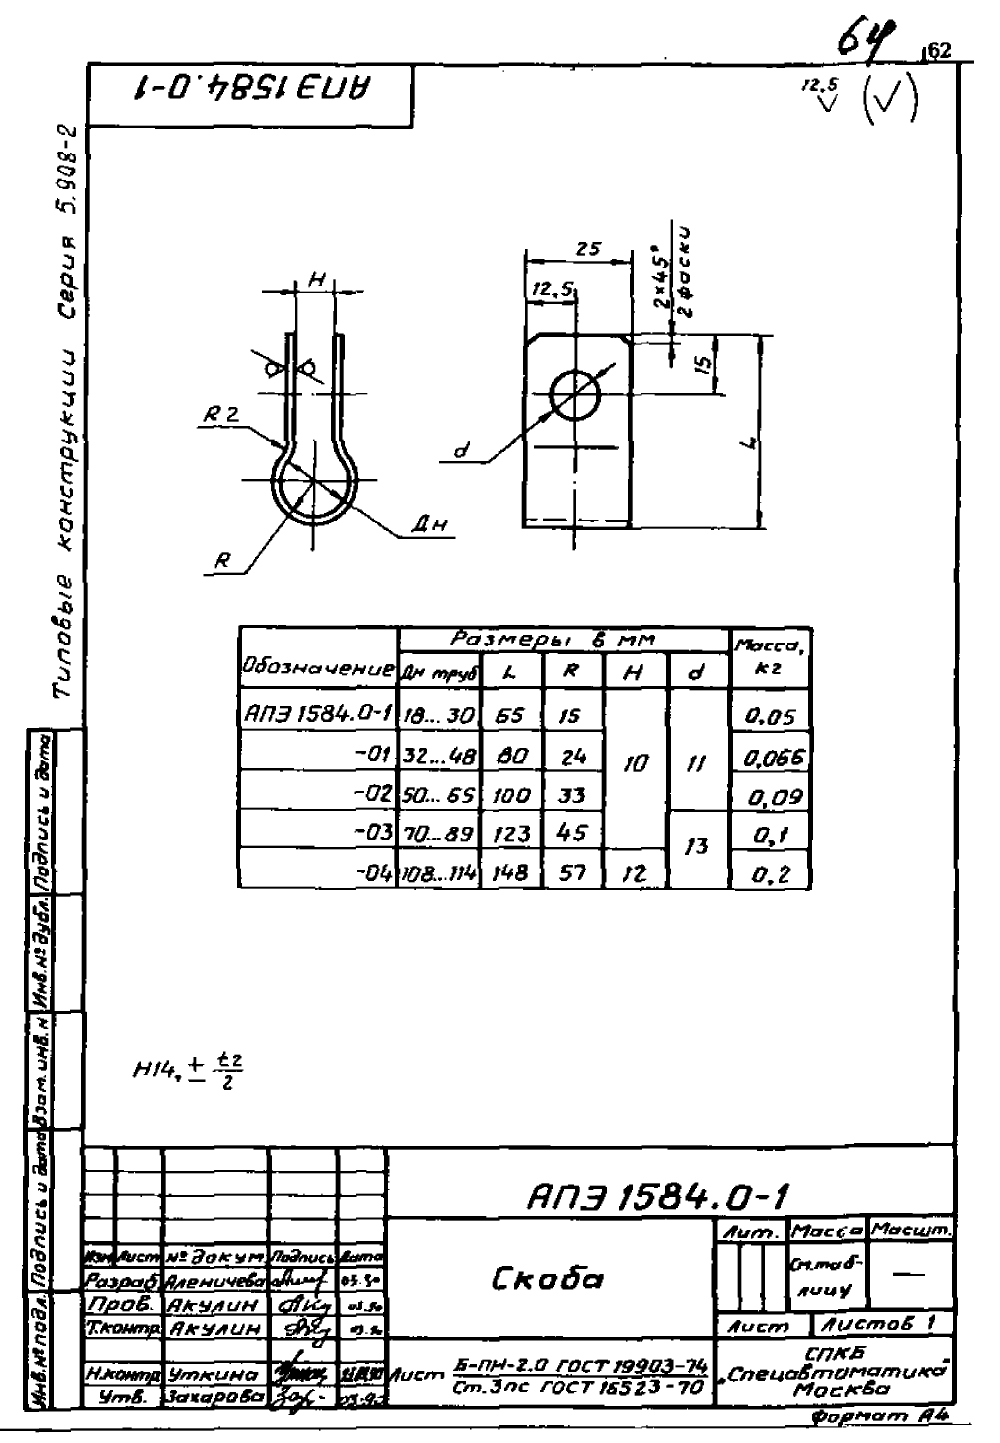 64
62
АПЭ 1584.0-1
12,5
Типовые конструкции Серия 5.908-2
H
25
12,5
2×45°
2 фаски
15
L
R2
d
Дн
R
Обозначение
Размеры в мм
Масса, кг
Дн труб L R H d
АПЭ 1584.0-1 18...30 65 15 10 11 0,05
-01 32...48 80 24 0,066
-02 50...65 100 33 0,09
-03 70...89 123 45 13 0,1
-04 108...114 148 57 12 0,2
H14, ± t2/2
Подпись и дата
Инв.№ дубл.
Взам.инв.N
Подпись и дата
Инв.№ подл.
АПЭ 1584.0-1
Изм Лист № докум. Подпись Дата
Разраб. Аленичева 03.90
Пров. Акулин 03.90
Т.контр Акулин 03.90
Н.контр Уткина
Утв. Захарова
Скоба
Лит. Масса Масшт.
См.таблицу —
Лист Листов 1
Лист Б-ПН-2.0 ГОСТ 19903-74
Ст.3пс ГОСТ 16523-70
СПКБ
„Спецавтоматика"
Москва
Формат А4